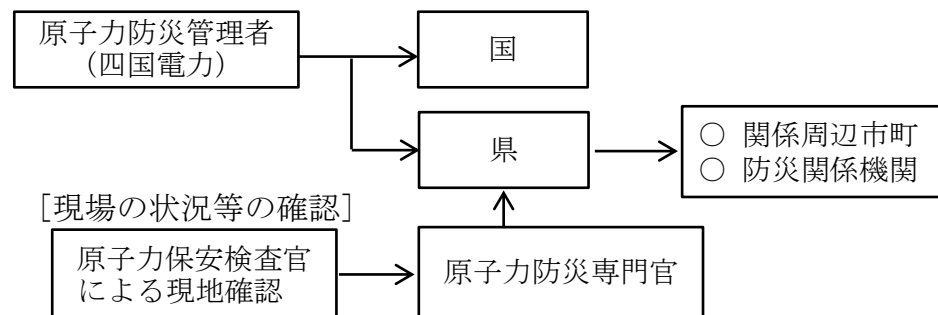 原子力防災管理者
（四国電力）
国
県
○ 関係周辺市町
○ 防災関係機関
［現場の状況等の確認］
原子力保安検査官
による現地確認
原子力防災専門官